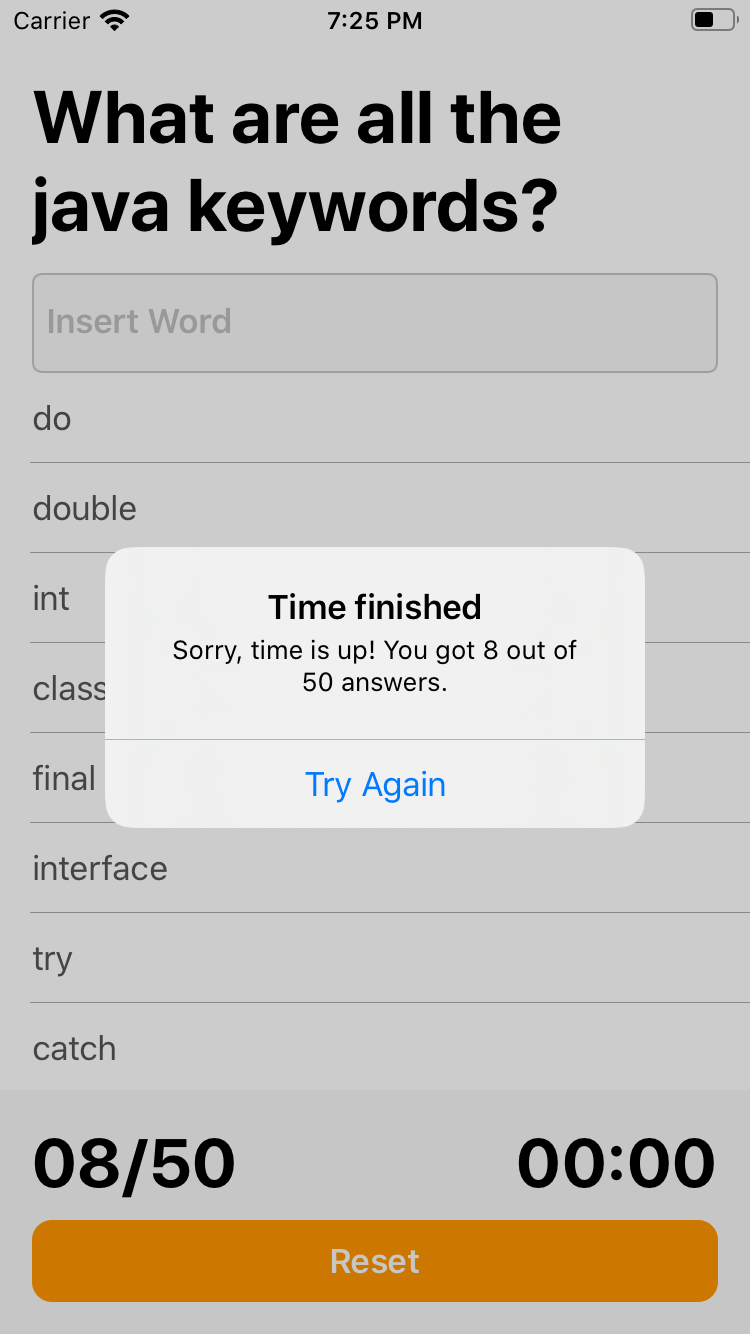 Carrier
7:25 PM
What are all the
java keywords?
Insert Word
do
double
int
class
final
interface
try
catch
Time finished
Sorry, time is up! You got 8 out of
50 answers.
Try Again
08/50
00:00
Reset